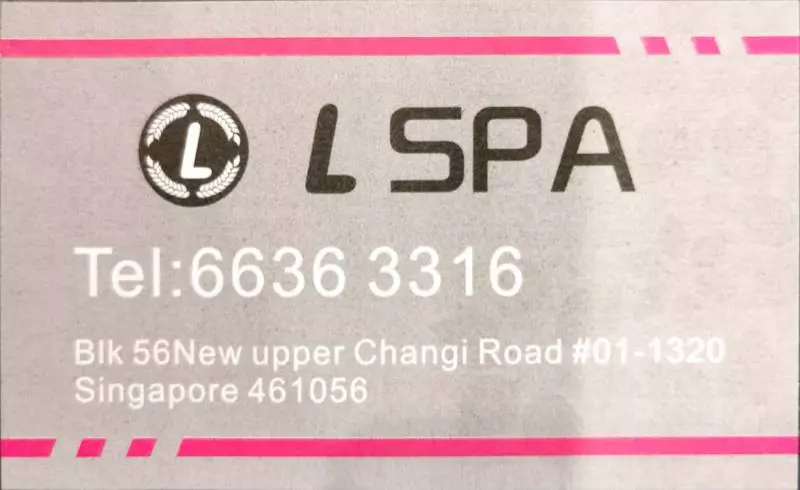 L
L SPA
Tel:6636 3316
Blk 56New upper Changi Road #01-1320
Singapore 461056